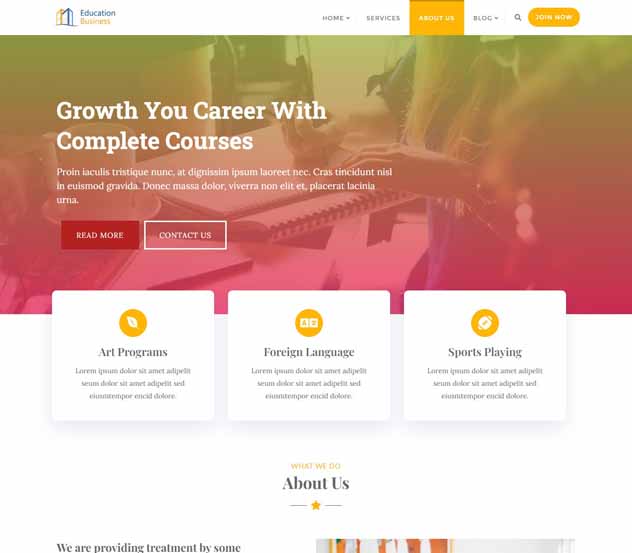 Education
Business
HOME
SERVICES
ABOUT US
BLOG
JOIN NOW
Growth You Career With
Complete Courses
Proin iaculis tristique nunc, at dignissim ipsum laoreet nec. Cras tincidunt nisl
in euismod gravida. Donec massa dolor, viverra non elit et, placerat lacinia
urna.
READ MORE
CONTACT US
Art Programs
Lorem ipsum dolor sit amet adipelit
seum dolor sit amet adipelit sed
eiusmtempor encid dolore.
Foreign Language
Lorem ipsum dolor sit amet adipelit
seum dolor sit amet adipelit sed
eiusmtempor encid dolore.
Sports Playing
Lorem ipsum dolor sit amet adipelit
seum dolor sit amet adipelit sed
eiusmtempor encid dolore.
WHAT WE DO
About Us
We are providing treatment by some